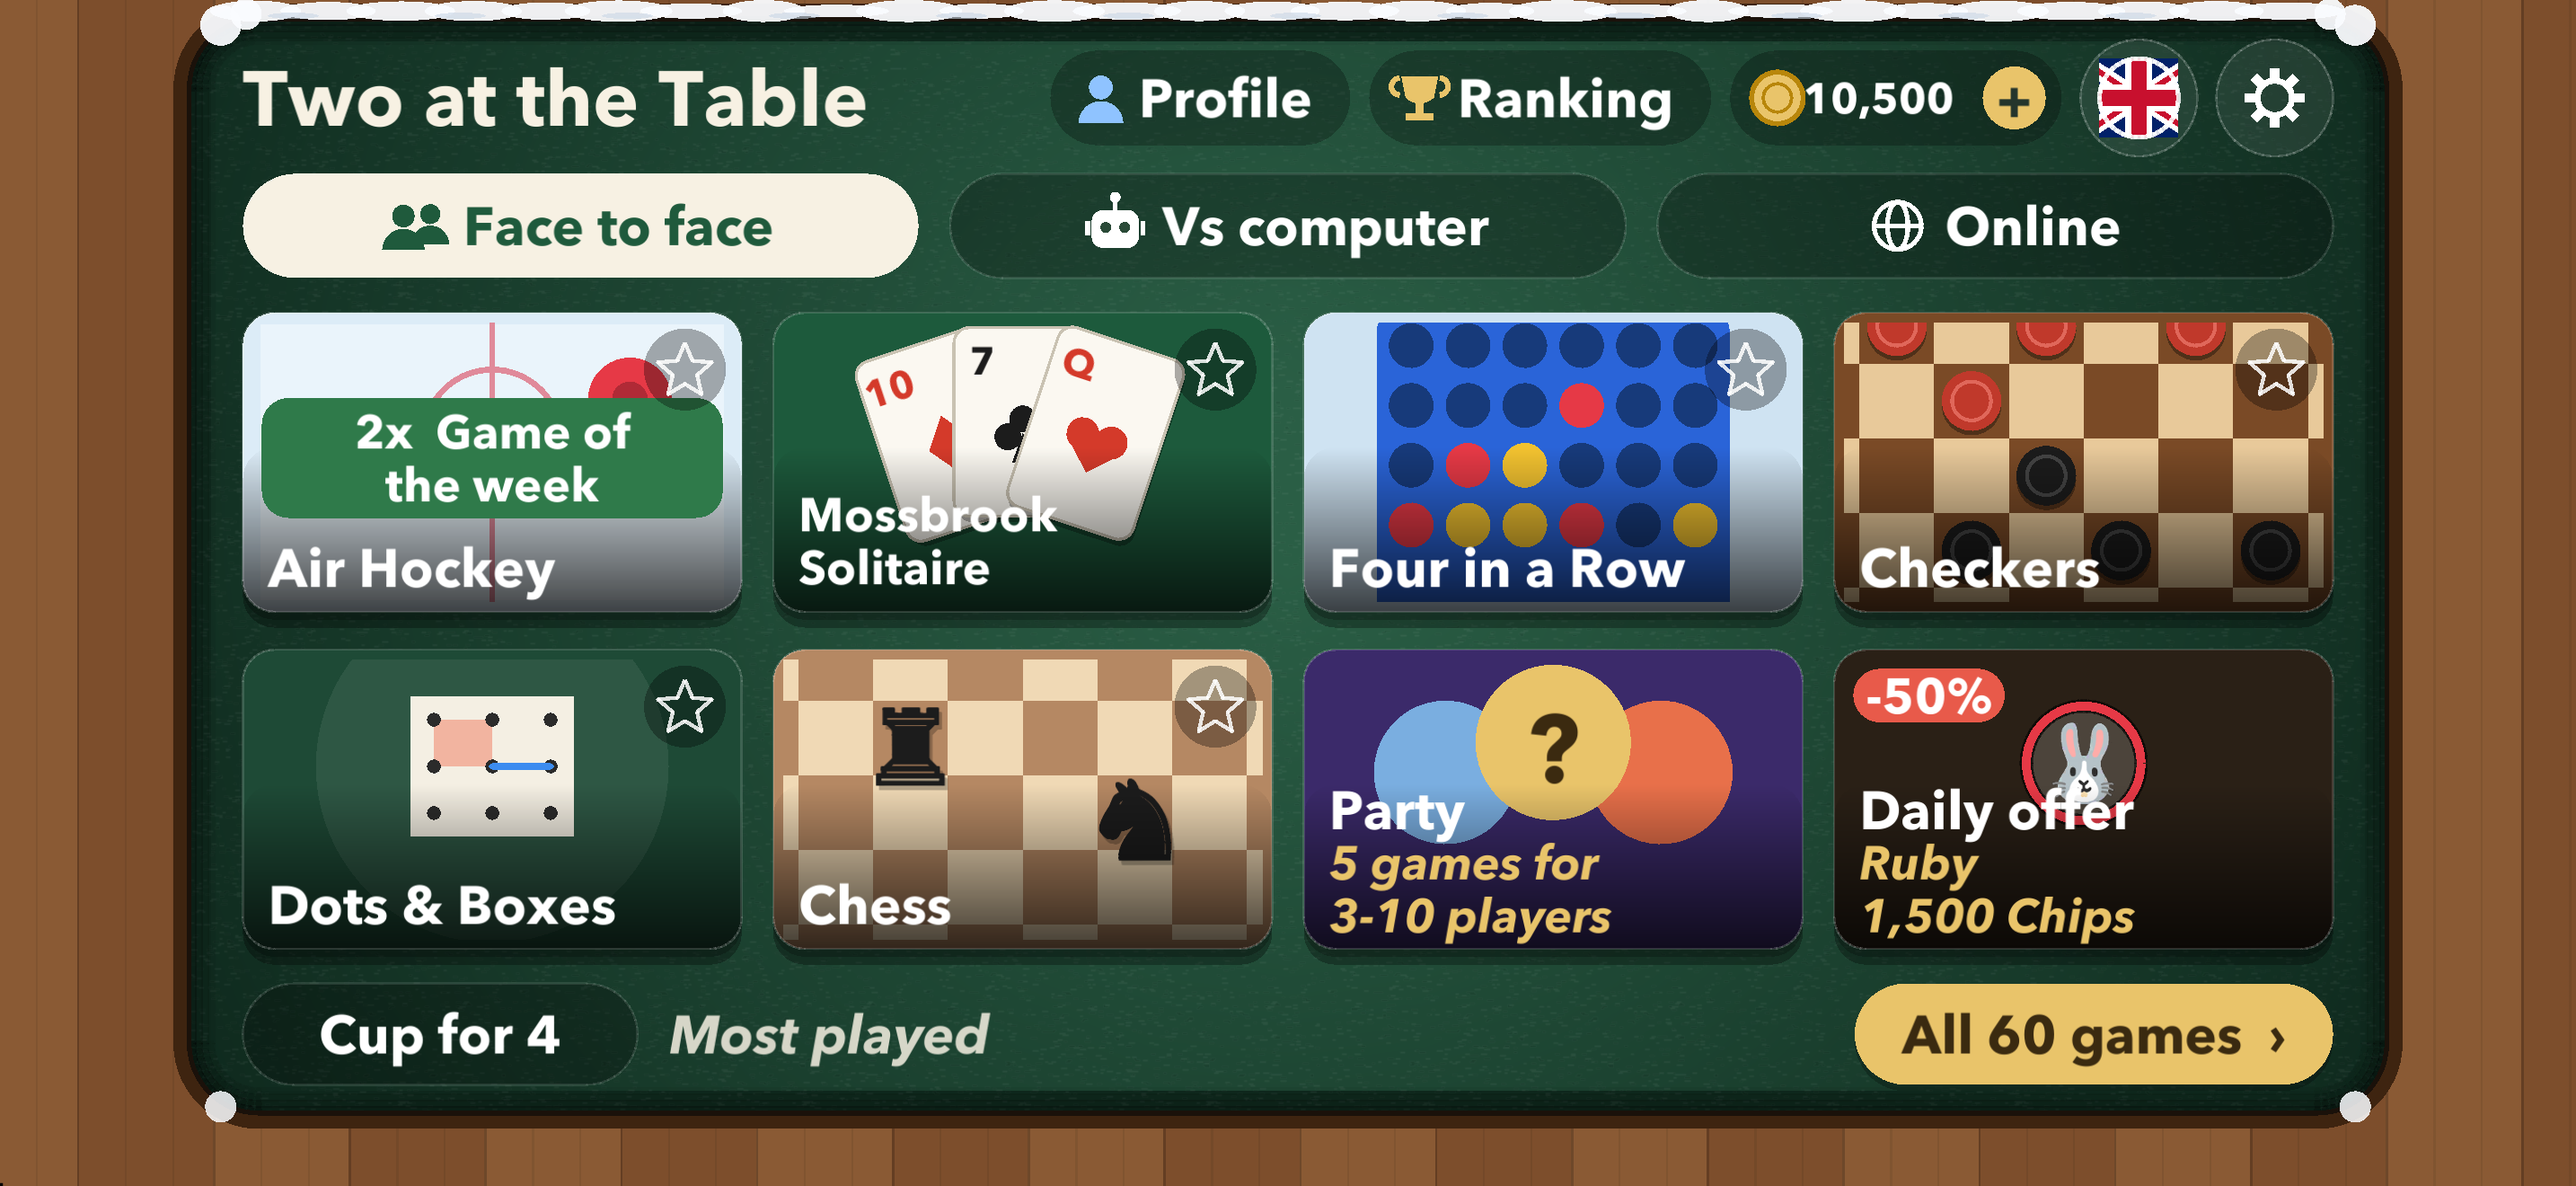 Two at the Table
Profile
Ranking
10,500
+
Face to face
Vs computer
Online
2x Game of
the week
Air Hockey
10
7
Q
Mossbrook
Solitaire
Four in a Row
Checkers
Dots & Boxes
Chess
?
Party
5 games for
3-10 players
-50%
Daily offer
Ruby
1,500 Chips
Cup for 4
Most played
All 60 games ›